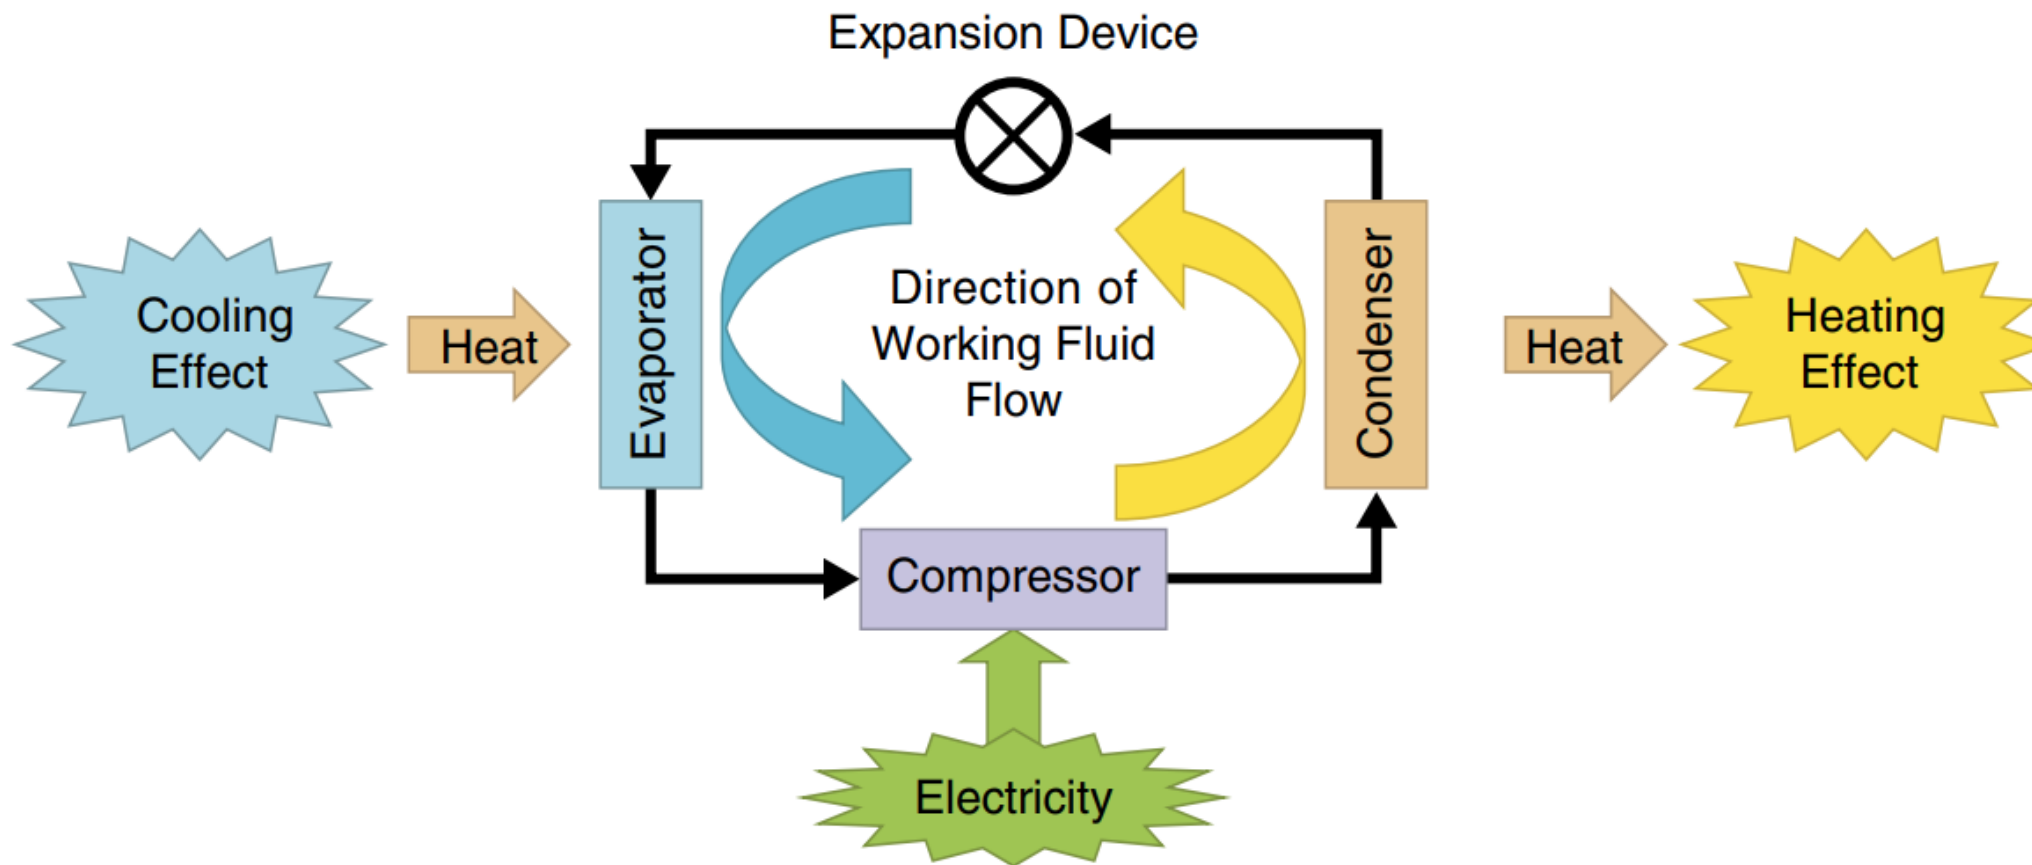 Expansion Device
Cooling
Effect
Heat
Evaporator
Direction of
Working Fluid
Flow
Condenser
Heat
Heating
Effect
Compressor
Electricity